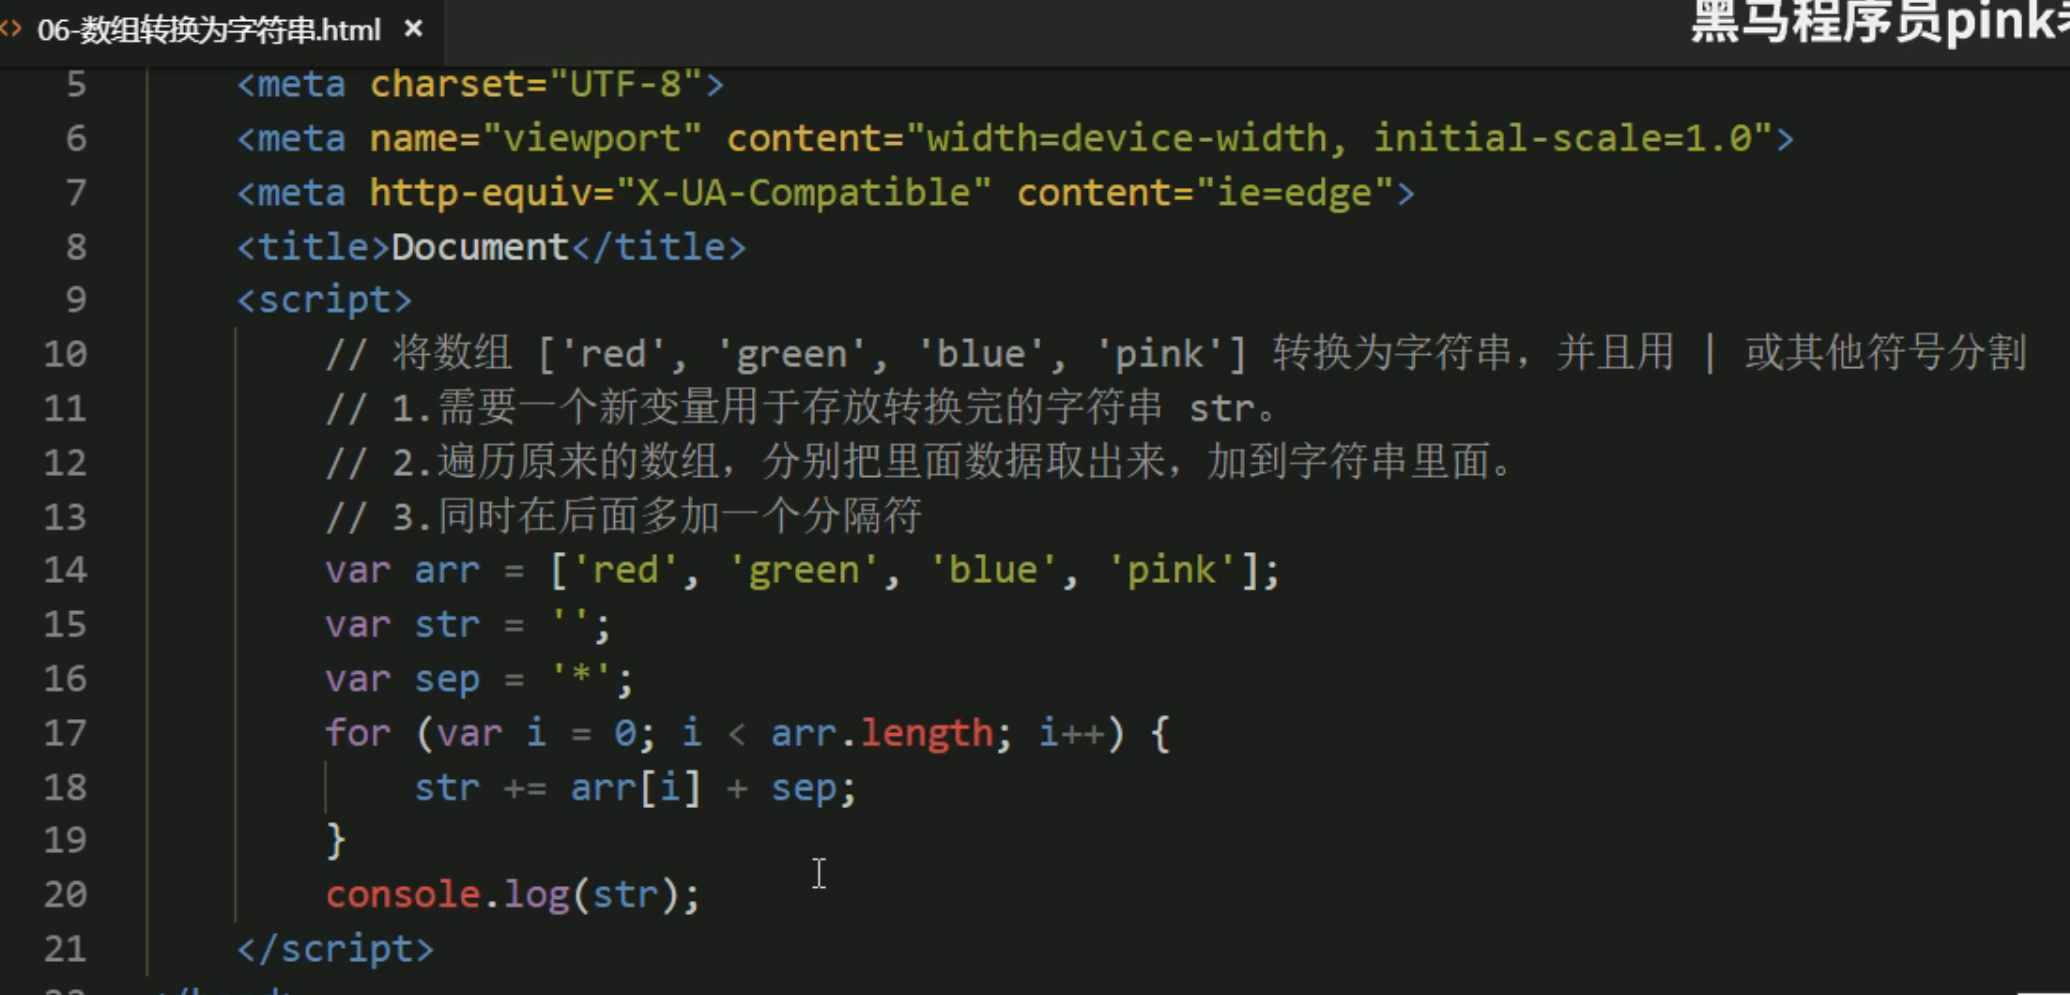 06-数组转换为字符串.html ×
黑马程序员pink
5 <meta charset="UTF-8">
6 <meta name="viewport" content="width=device-width, initial-scale=1.0">
7 <meta http-equiv="X-UA-Compatible" content="ie=edge">
8 <title>Document</title>
9 <script>
10 // 将数组 ['red', 'green', 'blue', 'pink'] 转换为字符串，并且用 | 或其他符号分割
11 // 1.需要一个新变量用于存放转换完的字符串 str。
12 // 2.遍历原来的数组，分别把里面数据取出来，加到字符串里面。
13 // 3.同时在后面多加一个分隔符
14 var arr = ['red', 'green', 'blue', 'pink'];
15 var str = '';
16 var sep = '*';
17 for (var i = 0; i < arr.length; i++) {
18 str += arr[i] + sep;
19 }
20 console.log(str);
21 </script>